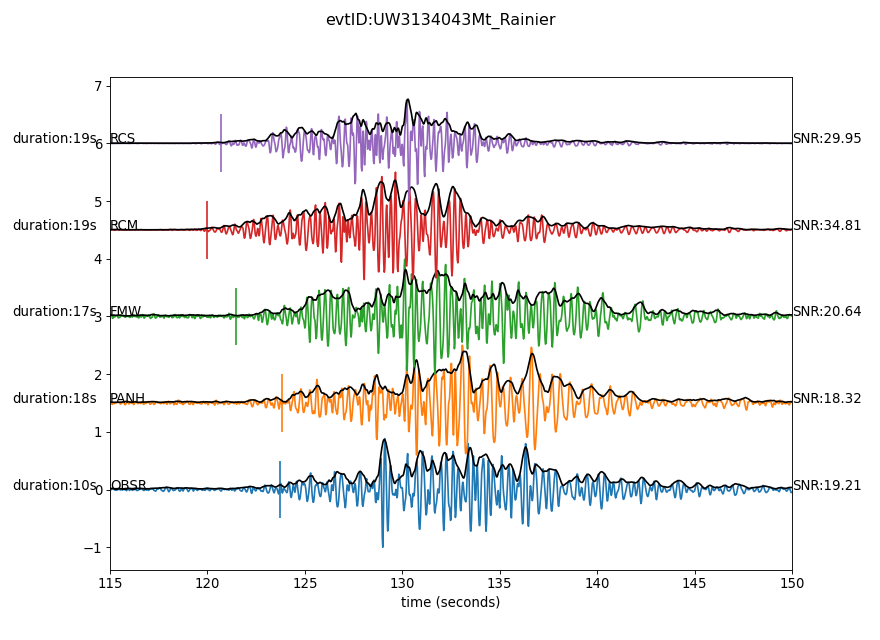 evtID:UW3134043Mt_Rainier
7
duration:19s RCS SNR:29.95
6
5
duration:19s RCM SNR:34.81
4
duration:17s EMW SNR:20.64
3
2
duration:18s PANH SNR:18.32
1
duration:10s OBSR SNR:19.21
0
−1
115 120 125 130 135 140 145 150
time (seconds)